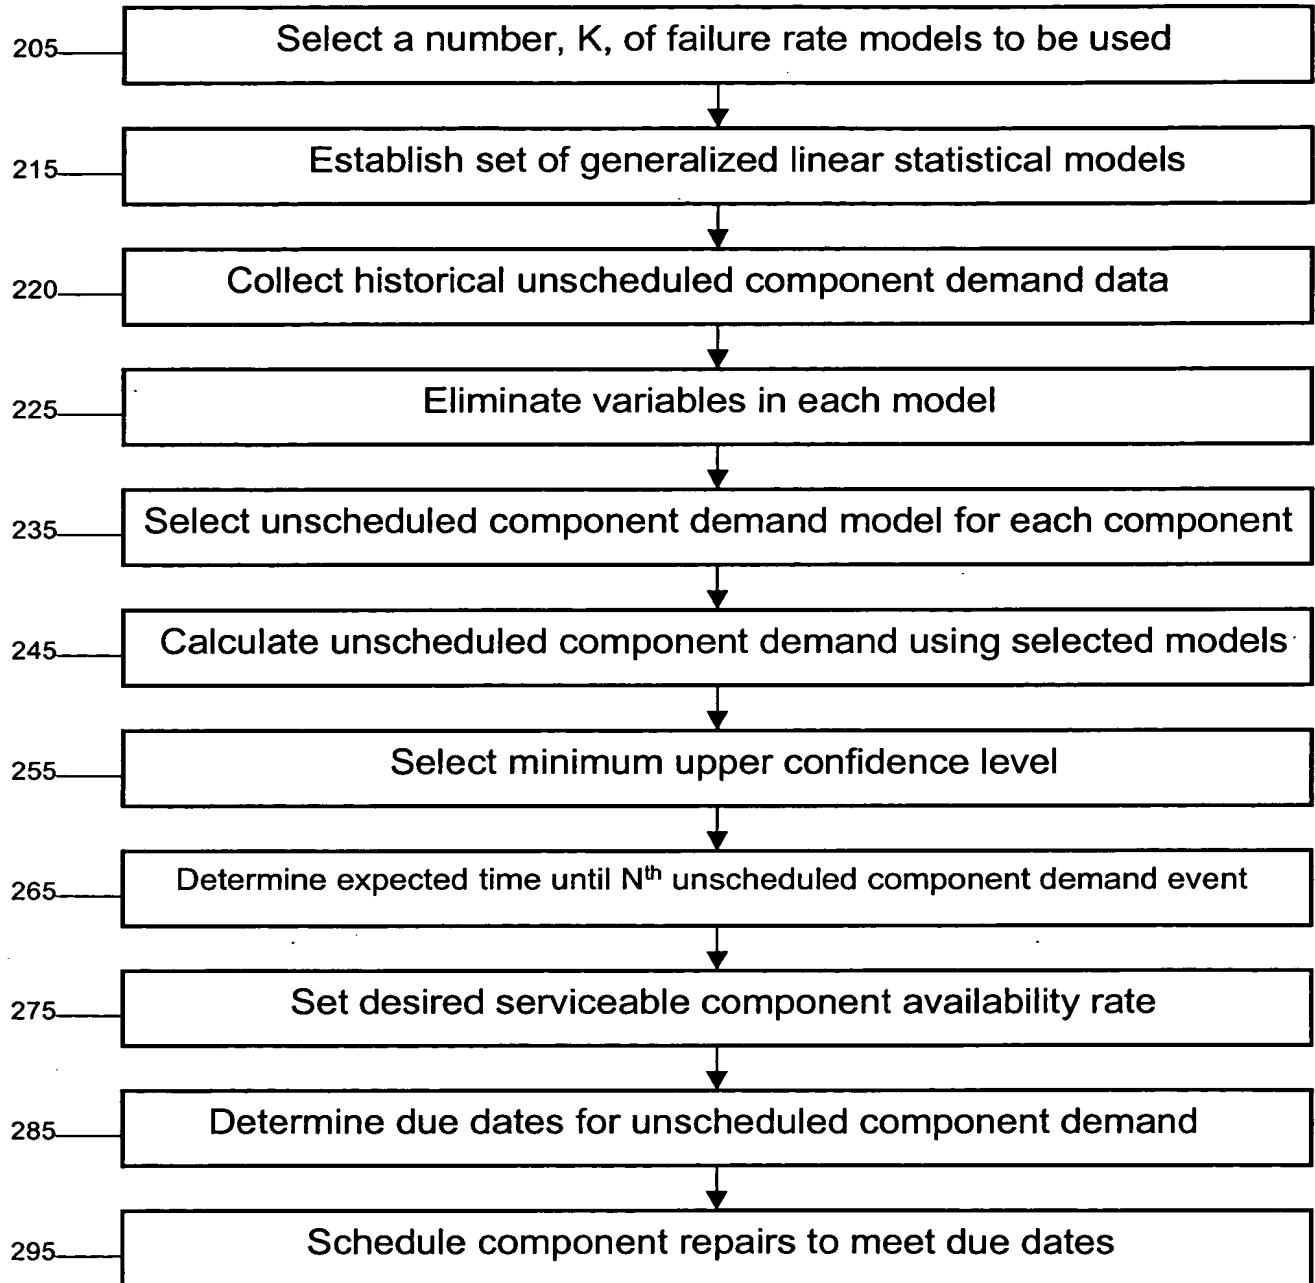 205 Select a number, K, of failure rate models to be used
215 Establish set of generalized linear statistical models
220 Collect historical unscheduled component demand data
225 Eliminate variables in each model
235 Select unscheduled component demand model for each component
245 Calculate unscheduled component demand using selected models
255 Select minimum upper confidence level
265 Determine expected time until Nth unscheduled component demand event
275 Set desired serviceable component availability rate
285 Determine due dates for unscheduled component demand
295 Schedule component repairs to meet due dates